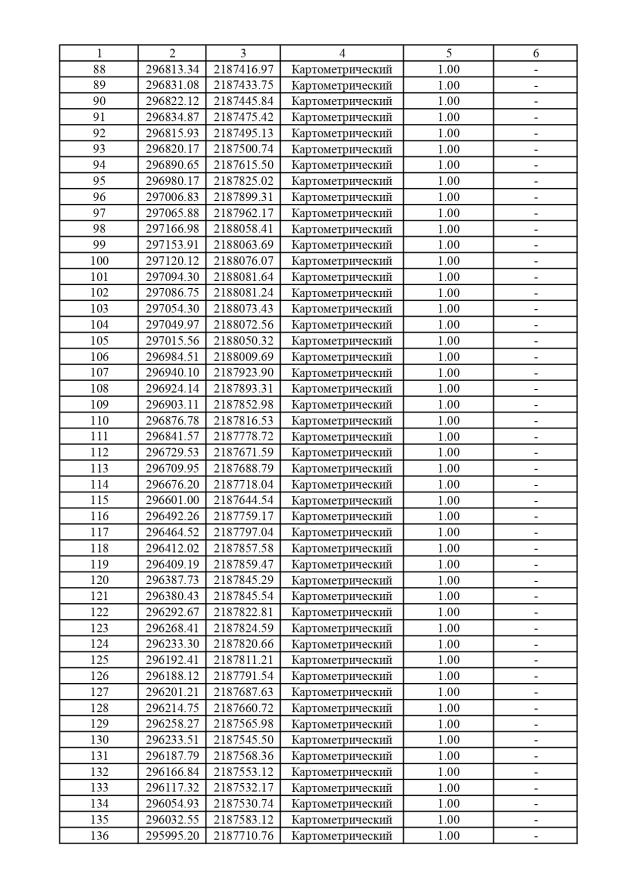 1 2 3 4 5 6
88 296813.34 2187416.97 Картометрический 1.00 -
89 296831.08 2187433.75 Картометрический 1.00 -
90 296822.12 2187445.84 Картометрический 1.00 -
91 296834.87 2187475.42 Картометрический 1.00 -
92 296815.93 2187495.13 Картометрический 1.00 -
93 296820.17 2187500.74 Картометрический 1.00 -
94 296890.65 2187615.50 Картометрический 1.00 -
95 296980.17 2187825.02 Картометрический 1.00 -
96 297006.83 2187899.31 Картометрический 1.00 -
97 297065.88 2187962.17 Картометрический 1.00 -
98 297166.98 2188058.41 Картометрический 1.00 -
99 297153.91 2188063.69 Картометрический 1.00 -
100 297120.12 2188076.07 Картометрический 1.00 -
101 297094.30 2188081.64 Картометрический 1.00 -
102 297086.75 2188081.24 Картометрический 1.00 -
103 297054.30 2188073.43 Картометрический 1.00 -
104 297049.97 2188072.56 Картометрический 1.00 -
105 297015.56 2188050.32 Картометрический 1.00 -
106 296984.51 2188009.69 Картометрический 1.00 -
107 296940.10 2187923.90 Картометрический 1.00 -
108 296924.14 2187893.31 Картометрический 1.00 -
109 296903.11 2187852.98 Картометрический 1.00 -
110 296876.78 2187816.53 Картометрический 1.00 -
111 296841.57 2187778.72 Картометрический 1.00 -
112 296729.53 2187671.59 Картометрический 1.00 -
113 296709.95 2187688.79 Картометрический 1.00 -
114 296676.20 2187718.04 Картометрический 1.00 -
115 296601.00 2187644.54 Картометрический 1.00 -
116 296492.26 2187759.17 Картометрический 1.00 -
117 296464.52 2187797.04 Картометрический 1.00 -
118 296412.02 2187857.58 Картометрический 1.00 -
119 296409.19 2187859.47 Картометрический 1.00 -
120 296387.73 2187845.29 Картометрический 1.00 -
121 296380.43 2187845.54 Картометрический 1.00 -
122 296292.67 2187822.81 Картометрический 1.00 -
123 296268.41 2187824.59 Картометрический 1.00 -
124 296233.30 2187820.66 Картометрический 1.00 -
125 296192.41 2187811.21 Картометрический 1.00 -
126 296188.12 2187791.54 Картометрический 1.00 -
127 296201.21 2187687.63 Картометрический 1.00 -
128 296214.75 2187660.72 Картометрический 1.00 -
129 296258.27 2187565.98 Картометрический 1.00 -
130 296233.51 2187545.50 Картометрический 1.00 -
131 296187.79 2187568.36 Картометрический 1.00 -
132 296166.84 2187553.12 Картометрический 1.00 -
133 296117.32 2187532.17 Картометрический 1.00 -
134 296054.93 2187530.74 Картометрический 1.00 -
135 296032.55 2187583.12 Картометрический 1.00 -
136 295995.20 2187710.76 Картометрический 1.00 -